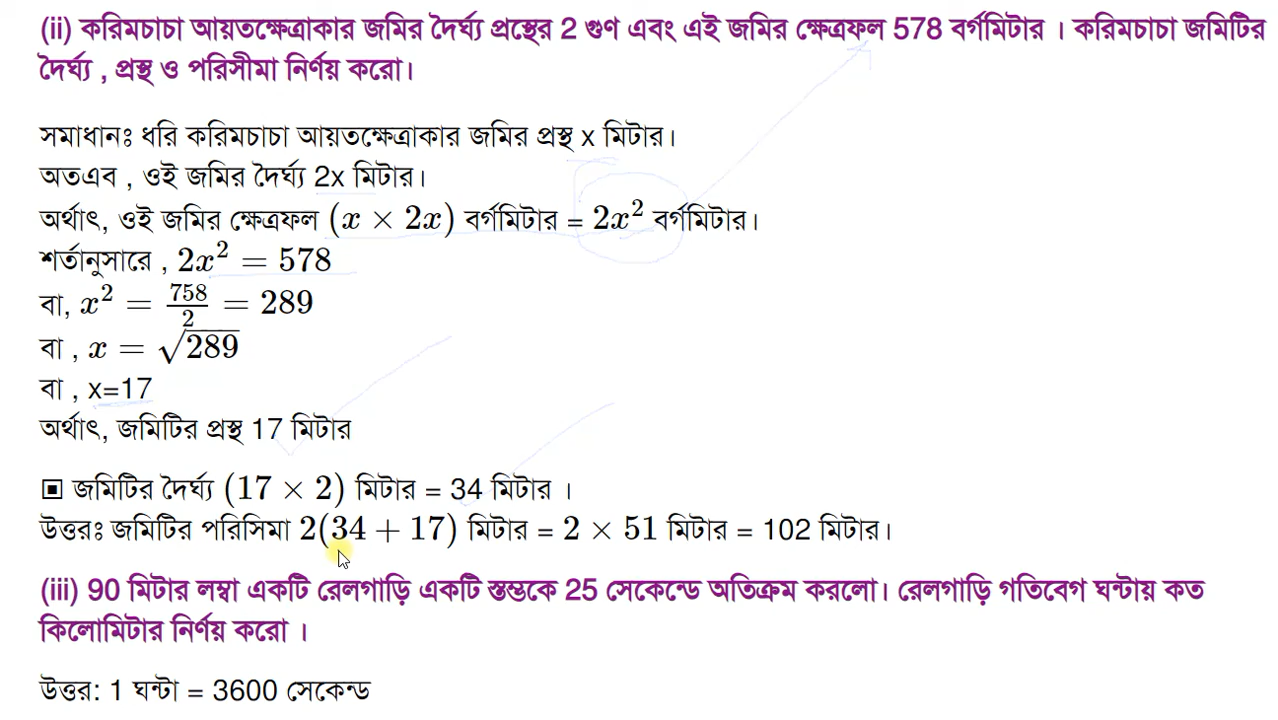 (ii) করিমচাচা আয়তক্ষেত্রাকার জমির দৈর্ঘ্য প্রস্থের 2 গুণ এবং এই জমির ক্ষেত্রফল 578 বর্গমিটার । করিমচাচা জমিটির
দৈর্ঘ্য , প্রস্থ ও পরিসীমা নির্ণয় করো।
সমাধানঃ ধরি করিমচাচা আয়তক্ষেত্রাকার জমির প্রস্থ x মিটার।
অতএব , ওই জমির দৈর্ঘ্য 2x মিটার।
অর্থাৎ, ওই জমির ক্ষেত্রফল (x × 2x) বর্গমিটার = 2x² বর্গমিটার।
শর্তানুসারে , 2x² = 578
বা, x² = 758/2 = 289
বা , x = √289
বা , x=17
অর্থাৎ, জমিটির প্রস্থ 17 মিটার
▣ জমিটির দৈর্ঘ্য (17 × 2) মিটার = 34 মিটার ।
উত্তরঃ জমিটির পরিসিমা 2(34 + 17) মিটার = 2 × 51 মিটার = 102 মিটার।
(iii) 90 মিটার লম্বা একটি রেলগাড়ি একটি স্তম্ভকে 25 সেকেন্ডে অতিক্রম করলো। রেলগাড়ি গতিবেগ ঘন্টায় কত
কিলোমিটার নির্ণয় করো ।
উত্তর: 1 ঘন্টা = 3600 সেকেন্ড